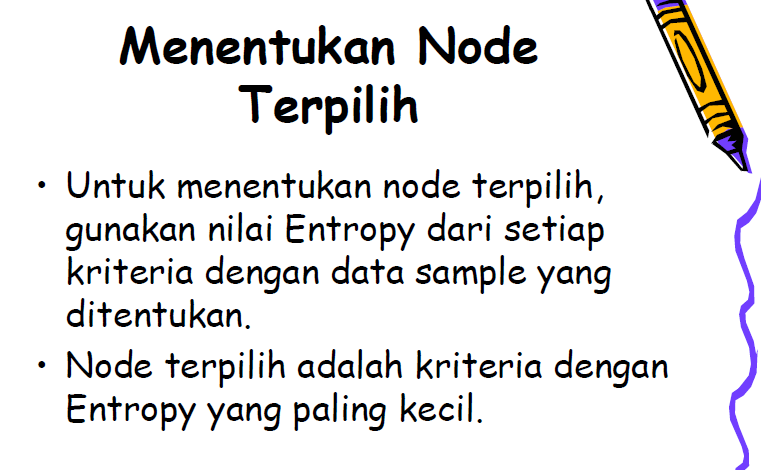 Menentukan Node
Terpilih
• Untuk menentukan node terpilih,
gunakan nilai Entropy dari setiap
kriteria dengan data sample yang
ditentukan.
• Node terpilih adalah kriteria dengan
Entropy yang paling kecil.